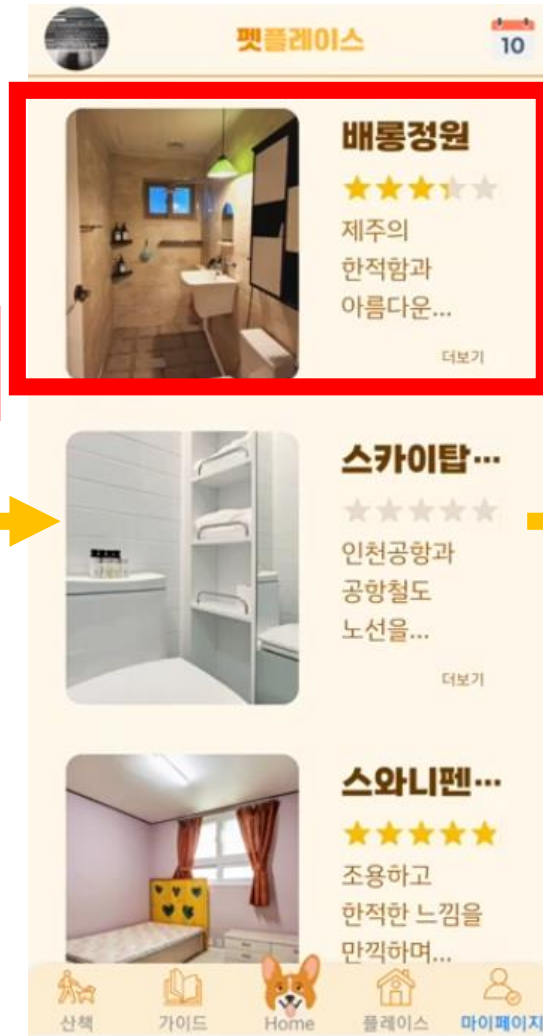 펫플레이스
10
배롱정원
제주의
한적함과
아름다운...
더보기
스카이탑...
인천공항과
공항철도
노선을...
더보기
스와니펜...
조용하고
한적한 느낌을
만끽하며...
산책 가이드 Home 플레이스 마이페이지